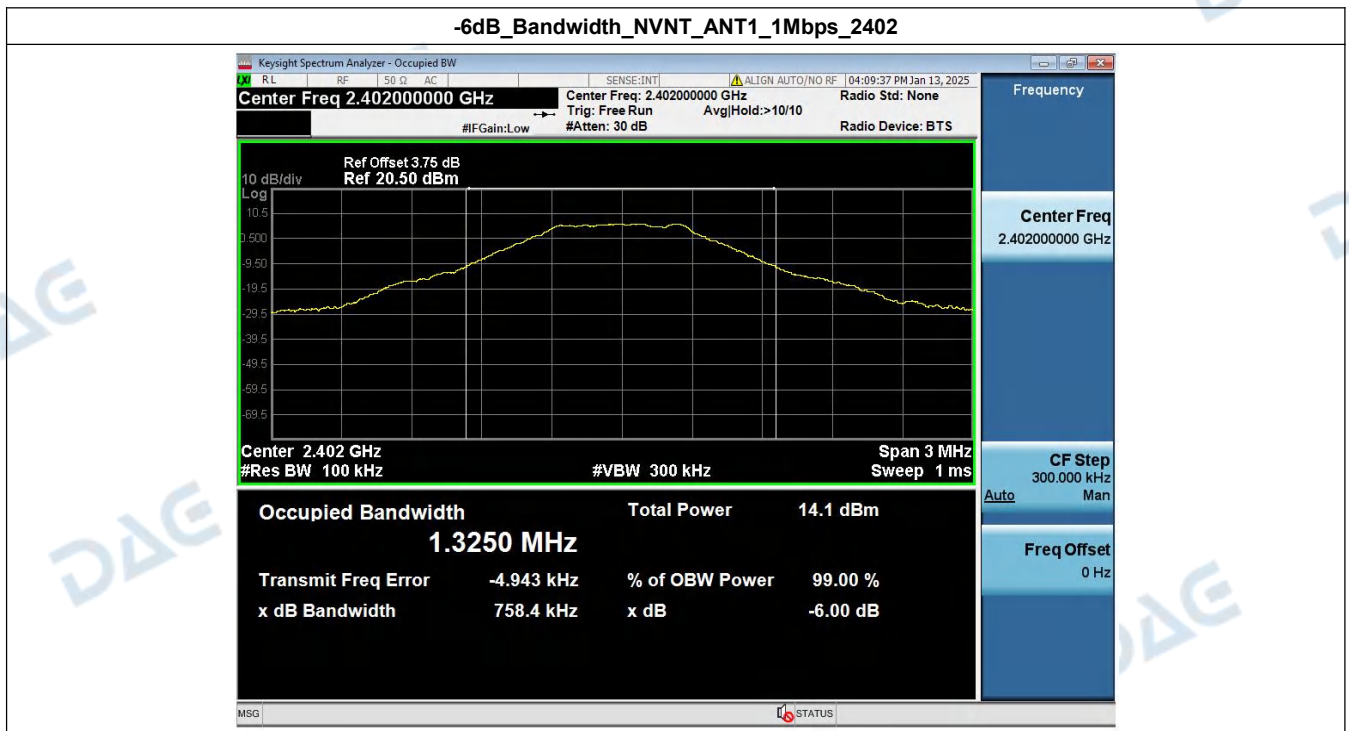 -6dB_Bandwidth_NVNT_ANT1_1Mbps_2402
Keysight Spectrum Analyzer - Occupied BW
LXI RL RF 50 Ω AC SENSE:INT ALIGN AUTO/NO RF 04:09:37 PM Jan 13, 2025
Center Freq 2.402000000 GHz
Center Freq: 2.402000000 GHz Radio Std: None
Trig: Free Run Avg|Hold:>10/10
#IFGain:Low #Atten: 30 dB Radio Device: BTS
Frequency
Ref Offset 3.75 dB
10 dB/div Ref 20.50 dBm
Log
10.5
0.500
-9.50
-19.5
-29.5
-39.5
-49.5
-59.5
-69.5
Center 2.402 GHz Span 3 MHz
#Res BW 100 kHz #VBW 300 kHz Sweep 1 ms
Center Freq
2.402000000 GHz
CF Step
300.000 kHz
Auto Man
Freq Offset
0 Hz
Occupied Bandwidth Total Power 14.1 dBm
1.3250 MHz
Transmit Freq Error -4.943 kHz % of OBW Power 99.00 %
x dB Bandwidth 758.4 kHz x dB -6.00 dB
MSG STATUS
DAG
DAG